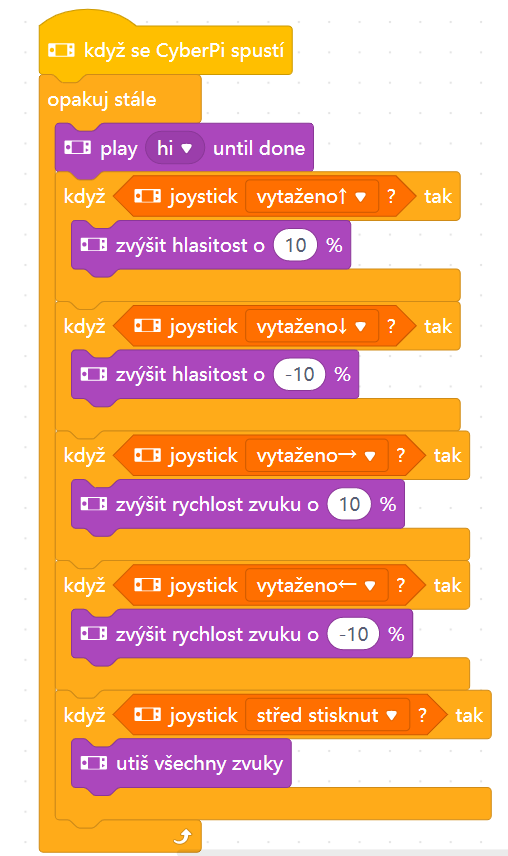 když se CyberPi spustí
opakuj stále
play hi ▼ until done
když joystick vytaženo↑ ▼ ? tak
zvýšit hlasitost o 10 %
když joystick vytaženo↓ ▼ ? tak
zvýšit hlasitost o -10 %
když joystick vytaženo→ ▼ ? tak
zvýšit rychlost zvuku o 10 %
když joystick vytaženo← ▼ ? tak
zvýšit rychlost zvuku o -10 %
když joystick střed stisknut ▼ ? tak
utiš všechny zvuky